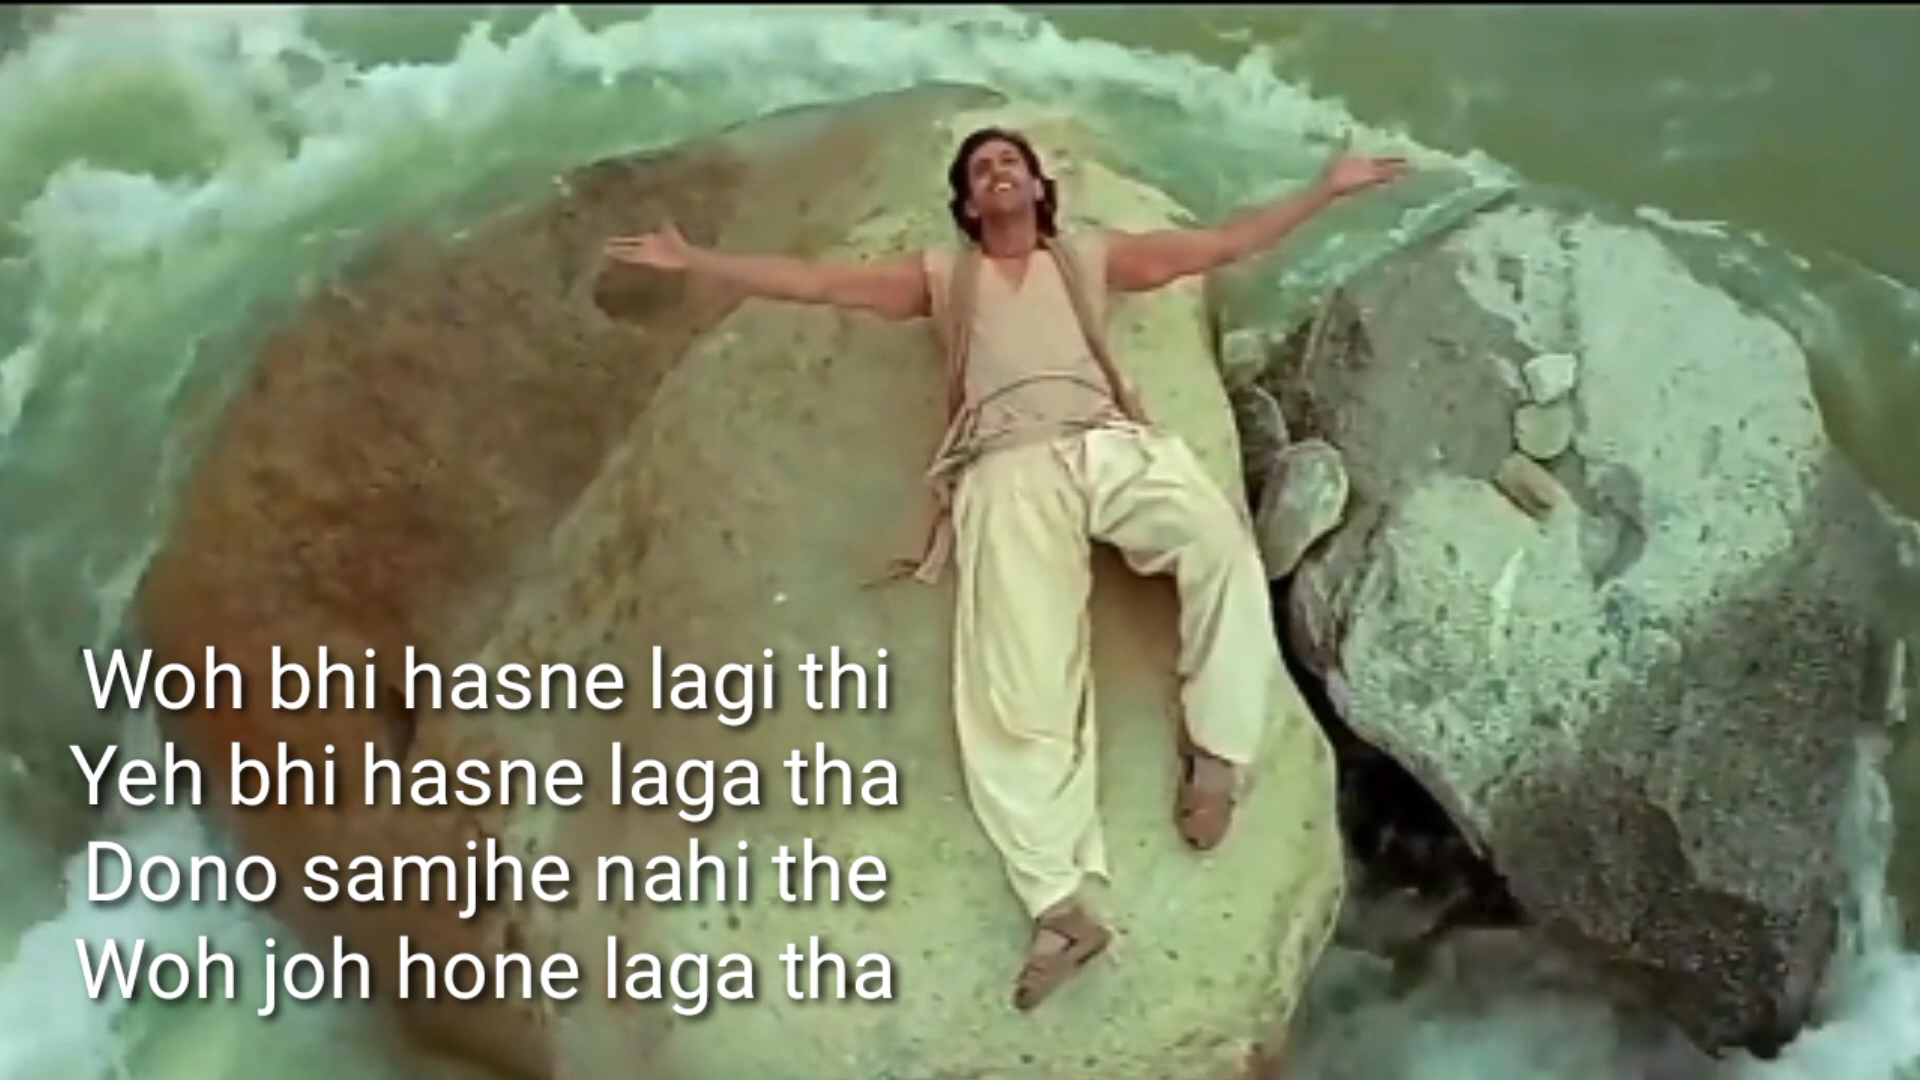 Woh bhi hasne lagi thi
Yeh bhi hasne laga tha
Dono samjhe nahi the
Woh joh hone laga tha